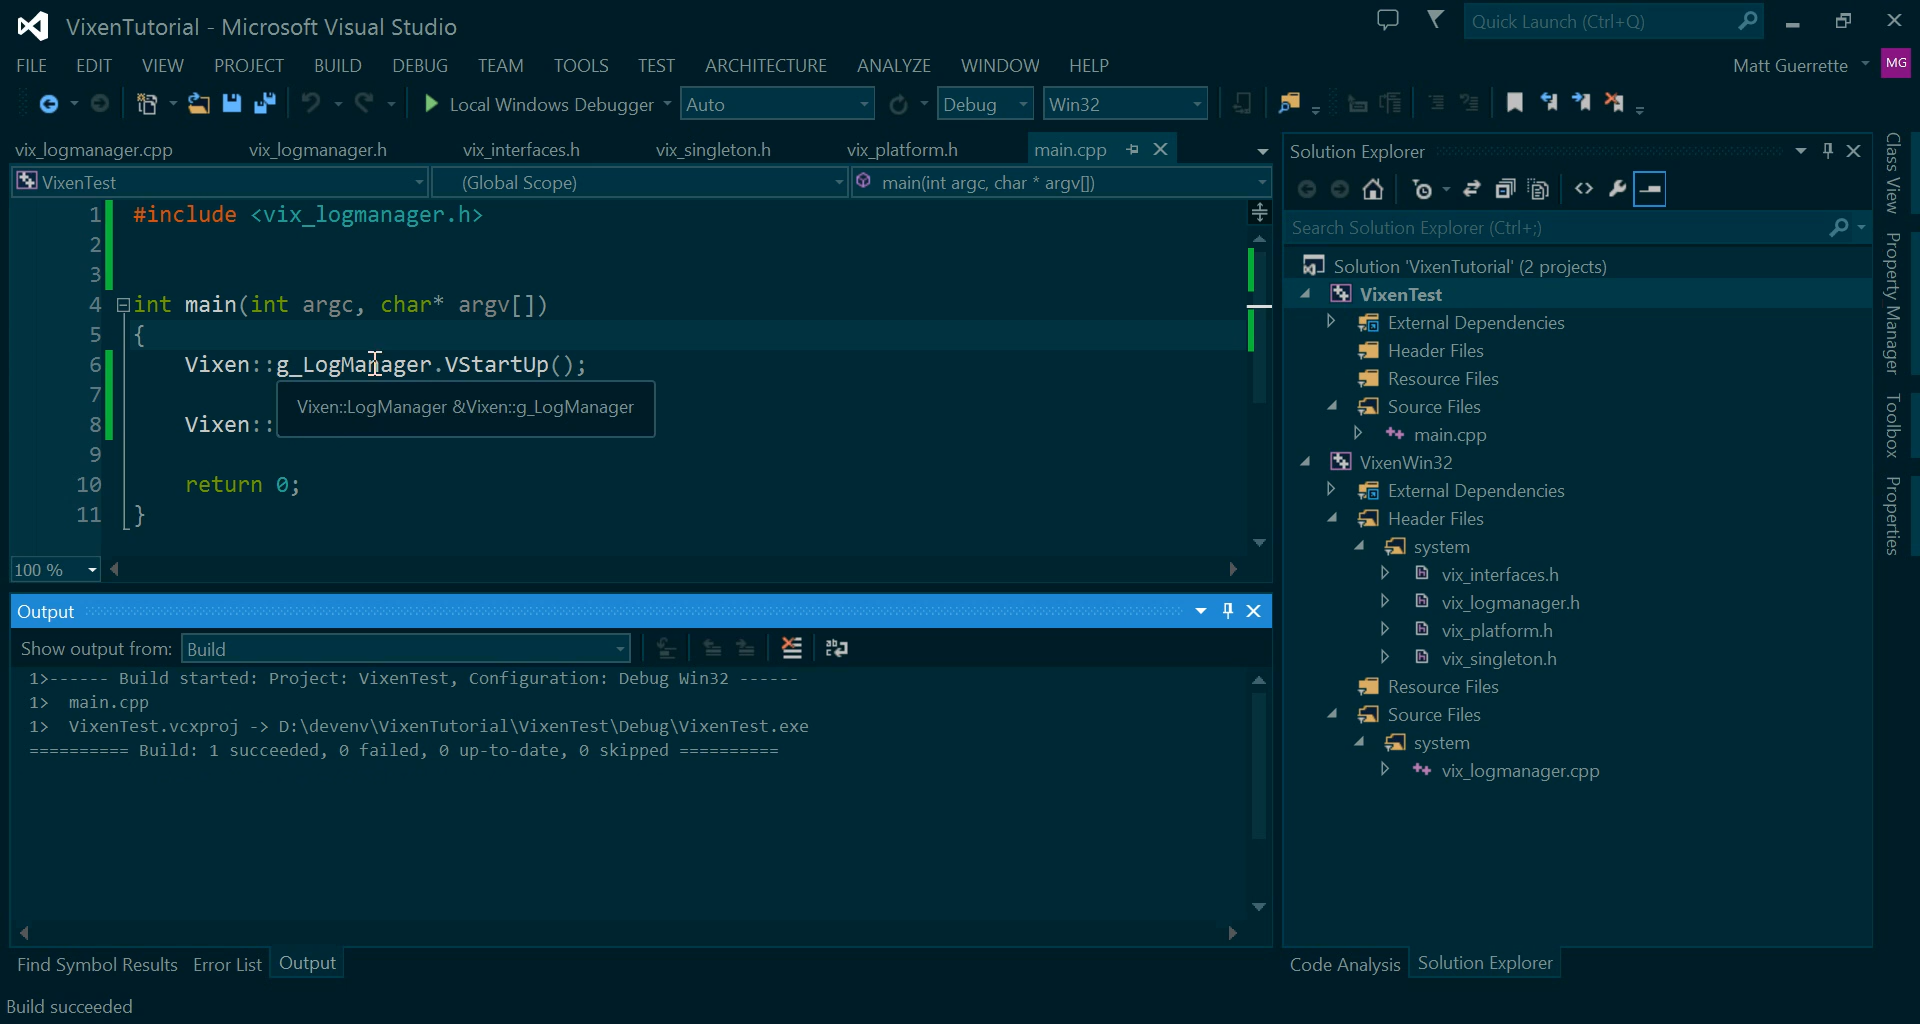 VixenTutorial - Microsoft Visual Studio
Quick Launch (Ctrl+Q)
FILE EDIT VIEW PROJECT BUILD DEBUG TEAM TOOLS TEST ARCHITECTURE ANALYZE WINDOW HELP
Matt Guerrette MG
Local Windows Debugger Auto Debug Win32
vix_logmanager.cpp vix_logmanager.h vix_interfaces.h vix_singleton.h vix_platform.h main.cpp
VixenTest (Global Scope) main(int argc, char * argv[])
1 #include <vix_logmanager.h>
2
3
4 int main(int argc, char* argv[])
5 {
6 Vixen::g_LogManager.VStartUp();
7 Vixen::LogManager &Vixen::g_LogManager
8 Vixen::
9
10 return 0;
11 }
100 %
Output
Show output from: Build
1>------ Build started: Project: VixenTest, Configuration: Debug Win32 ------
1> main.cpp
1> VixenTest.vcxproj -> D:\devenv\VixenTutorial\VixenTest\Debug\VixenTest.exe
========== Build: 1 succeeded, 0 failed, 0 up-to-date, 0 skipped ==========
Find Symbol Results Error List Output
Build succeeded
Solution Explorer
Search Solution Explorer (Ctrl+;)
Solution 'VixenTutorial' (2 projects)
VixenTest
External Dependencies
Header Files
Resource Files
Source Files
main.cpp
VixenWin32
External Dependencies
Header Files
system
vix_interfaces.h
vix_logmanager.h
vix_platform.h
vix_singleton.h
Resource Files
Source Files
system
vix_logmanager.cpp
Code Analysis Solution Explorer
Class View
Property Manager
Toolbox
Properties